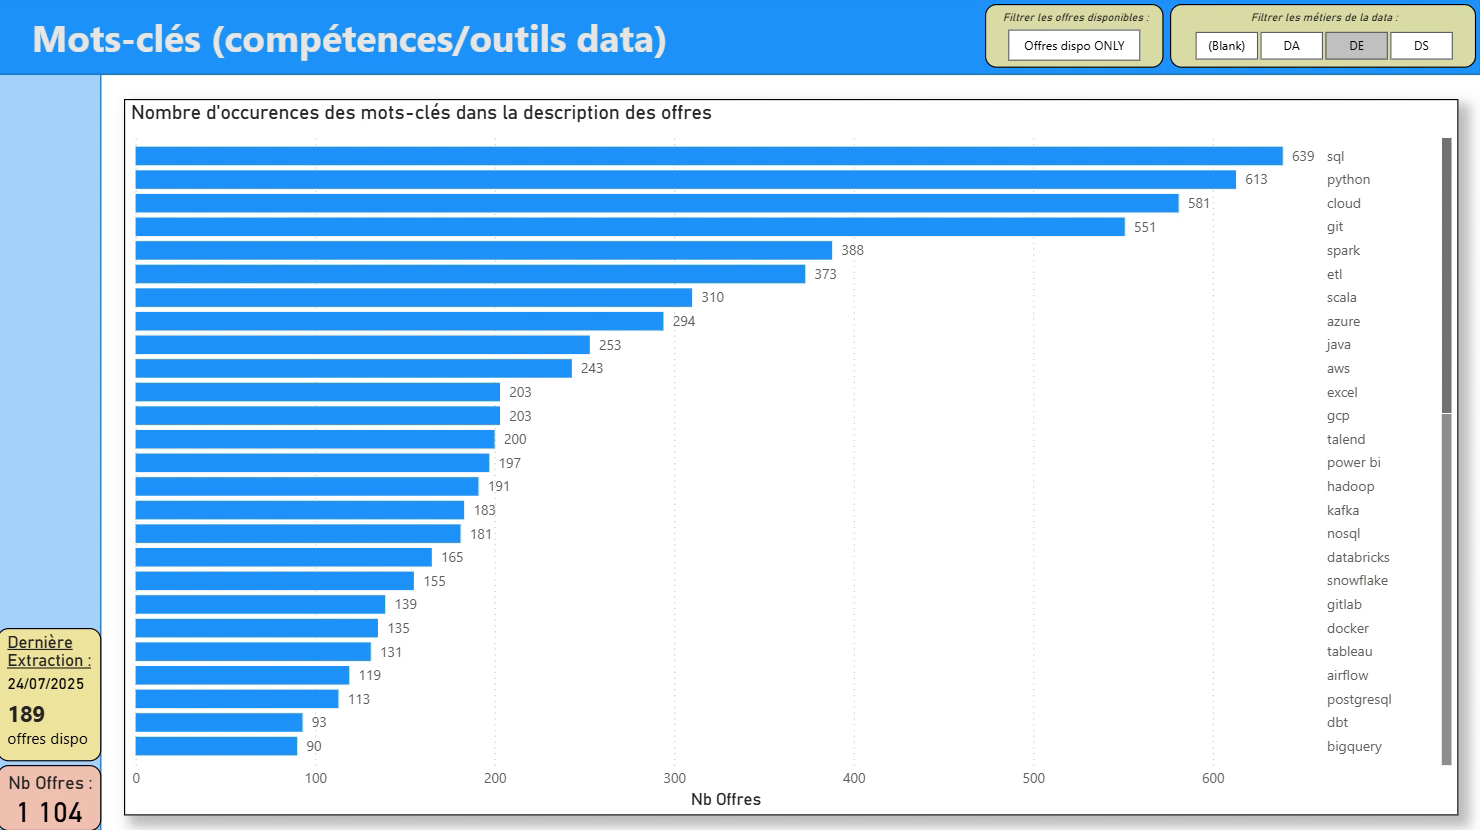 Mots-clés (compétences/outils data)
Filtrer les offres disponibles :
Offres dispo ONLY
Filtrer les métiers de la data :
(Blank) DA DE DS
Nombre d'occurences des mots-clés dans la description des offres
639 sql
613 python
581 cloud
551 git
388 spark
373 etl
310 scala
294 azure
253 java
243 aws
203 excel
203 gcp
200 talend
197 power bi
191 hadoop
183 kafka
181 nosql
165 databricks
155 snowflake
139 gitlab
135 docker
131 tableau
119 airflow
113 postgresql
93 dbt
90 bigquery
0 100 200 300 400 500 600
Nb Offres
Dernière
Extraction :
24/07/2025
189
offres dispo
Nb Offres :
1 104